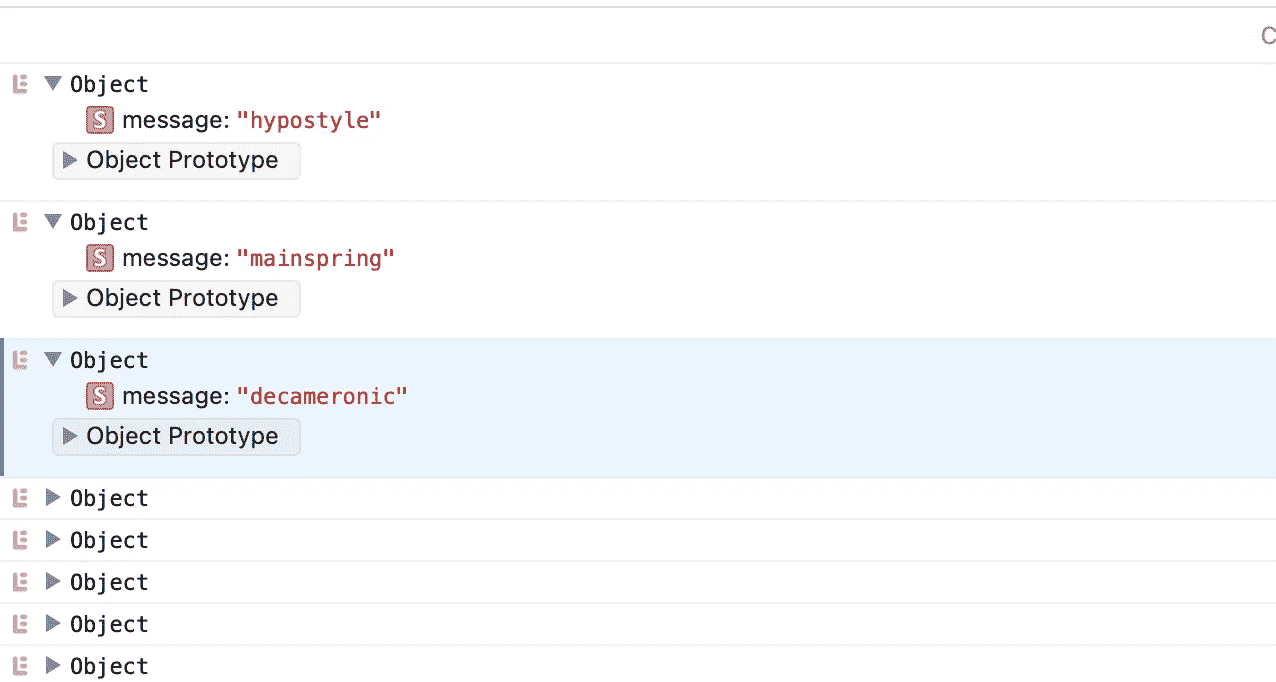 Object
S message: "hypostyle"
Object Prototype
Object
S message: "mainspring"
Object Prototype
Object
S message: "decameronic"
Object Prototype
Object
Object
Object
Object
Object